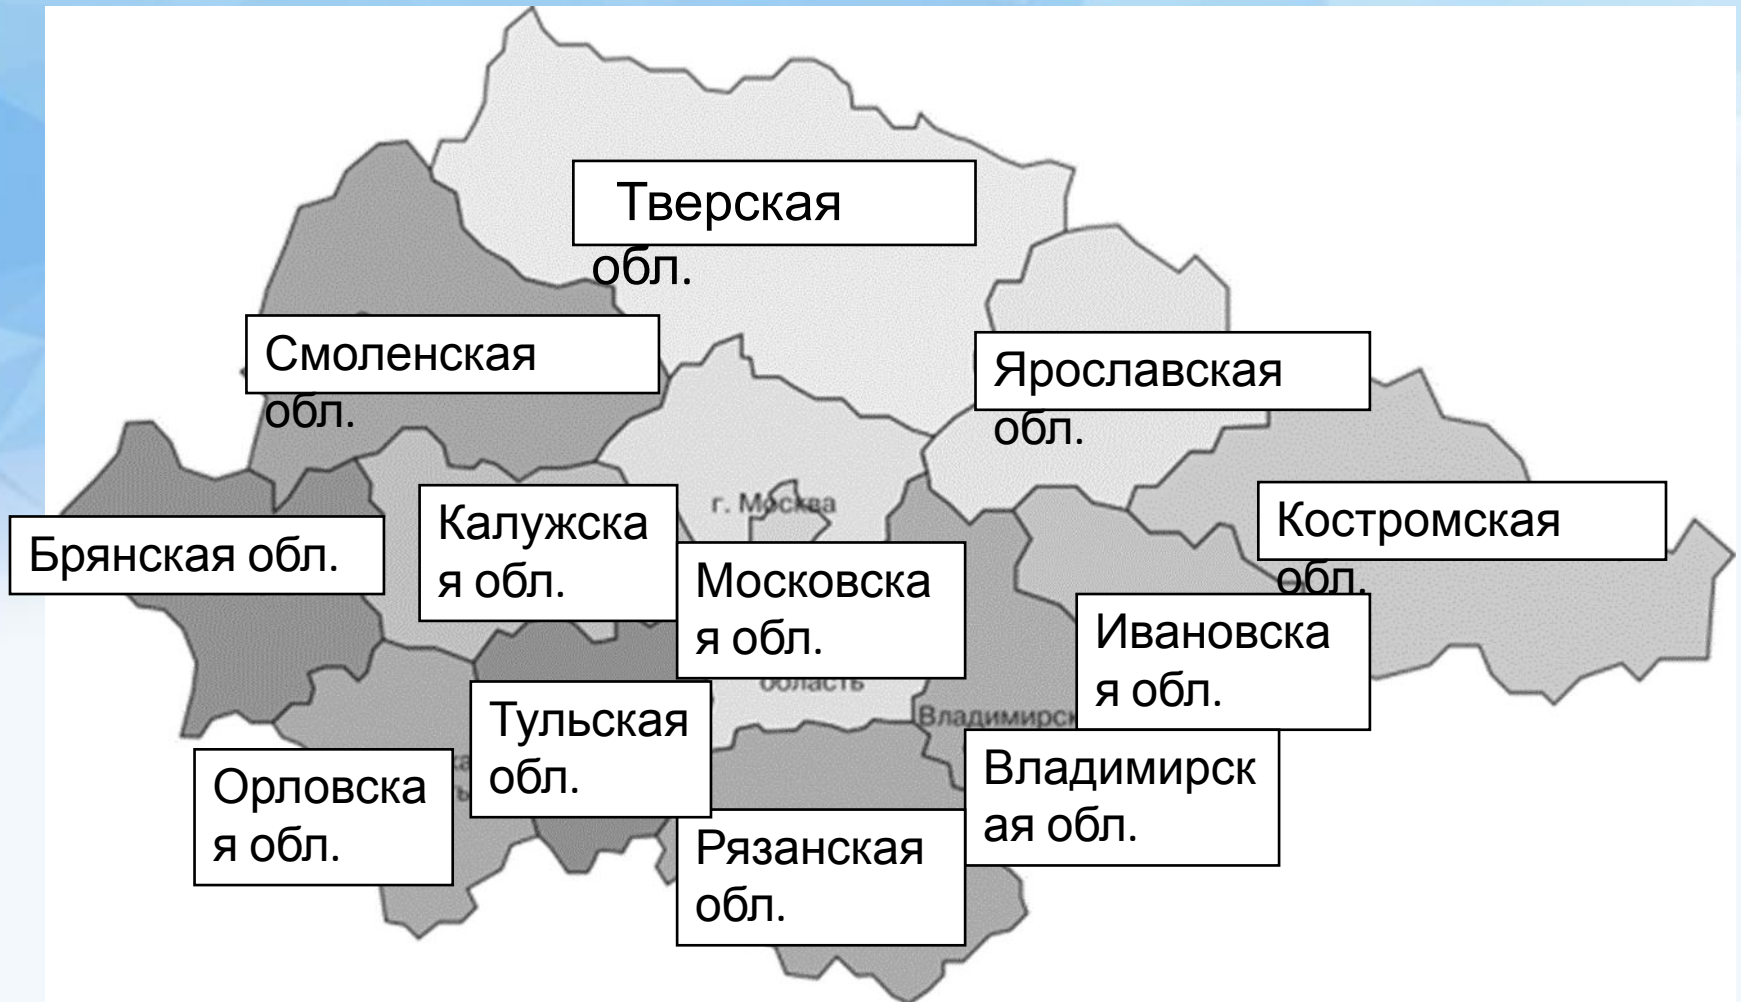 Тверская
обл.
Смоленская
обл.
Ярославская
обл.
Костромская
обл.
Брянская обл.
Калужска
я обл.
г. Москва
Московска
я обл.
область
Ивановска
я обл.
Владимирск
Тульская
обл.
Орловска
я обл.
Владимирск
ая обл.
Рязанская
обл.